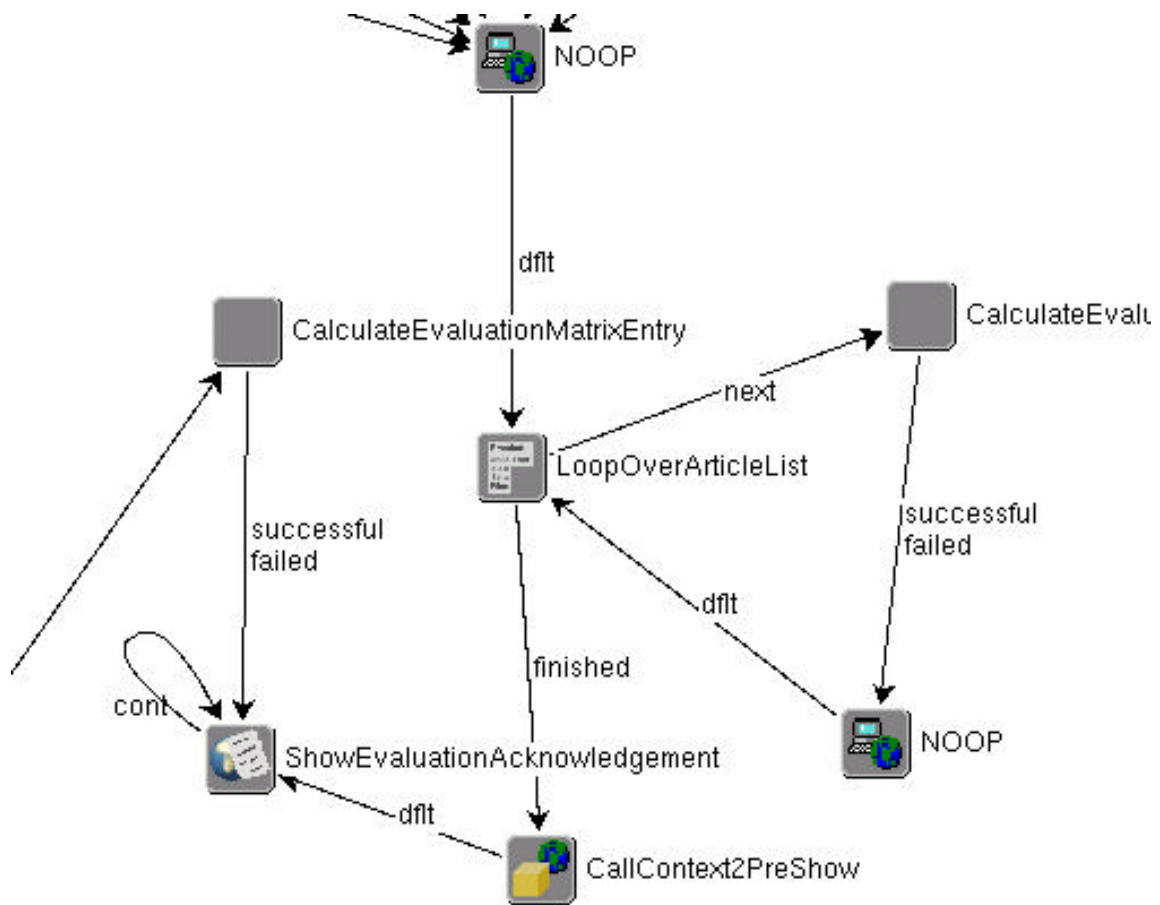 NOOP
dflt
CalculateEvaluationMatrixEntry
CalculateEvalu
next
LoopOverArticleList
successful
failed
successful
failed
dflt
finished
cont
NOOP
ShowEvaluationAcknowledgement
dflt
CallContext2PreShow